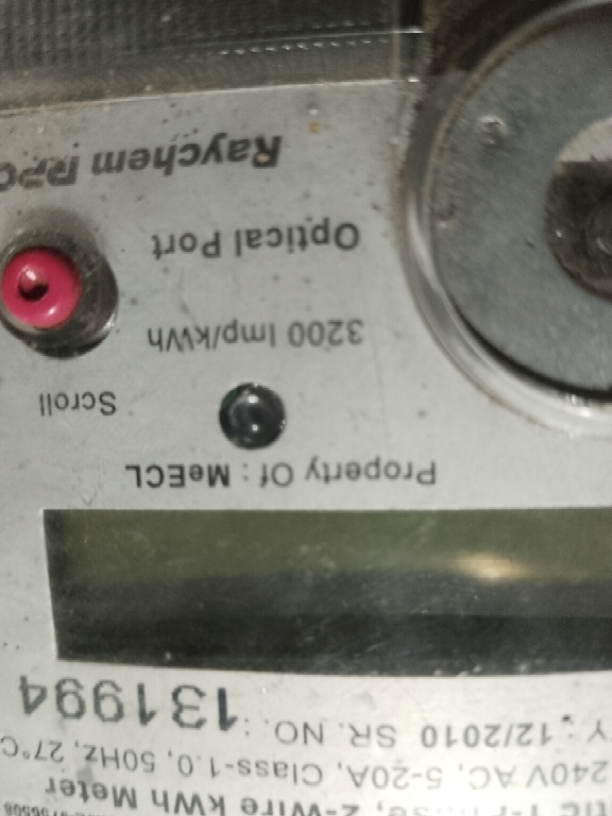 2-Wire kWh Meter
240V AC, 5-20A, Class-1.0, 50Hz, 27°C
Y : 12/2010 SR. NO. : 131994
Property Of : MeECL
Scroll
3200 Imp/kWh
Optical Port
Raychem RPG